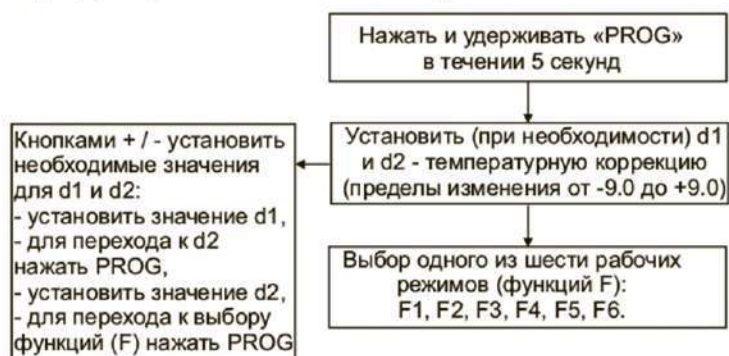 Нажать и удерживать «PROG»
в течении 5 секунд
Установить (при необходимости) d1
и d2 - температурную коррекцию
(пределы изменения от -9.0 до +9.0)
Кнопками + / - установить
необходимые значения
для d1 и d2:
- установить значение d1,
- для перехода к d2
нажать PROG,
- установить значение d2,
- для перехода к выбору
функций (F) нажать PROG
Выбор одного из шести рабочих
режимов (функций F):
F1, F2, F3, F4, F5, F6.